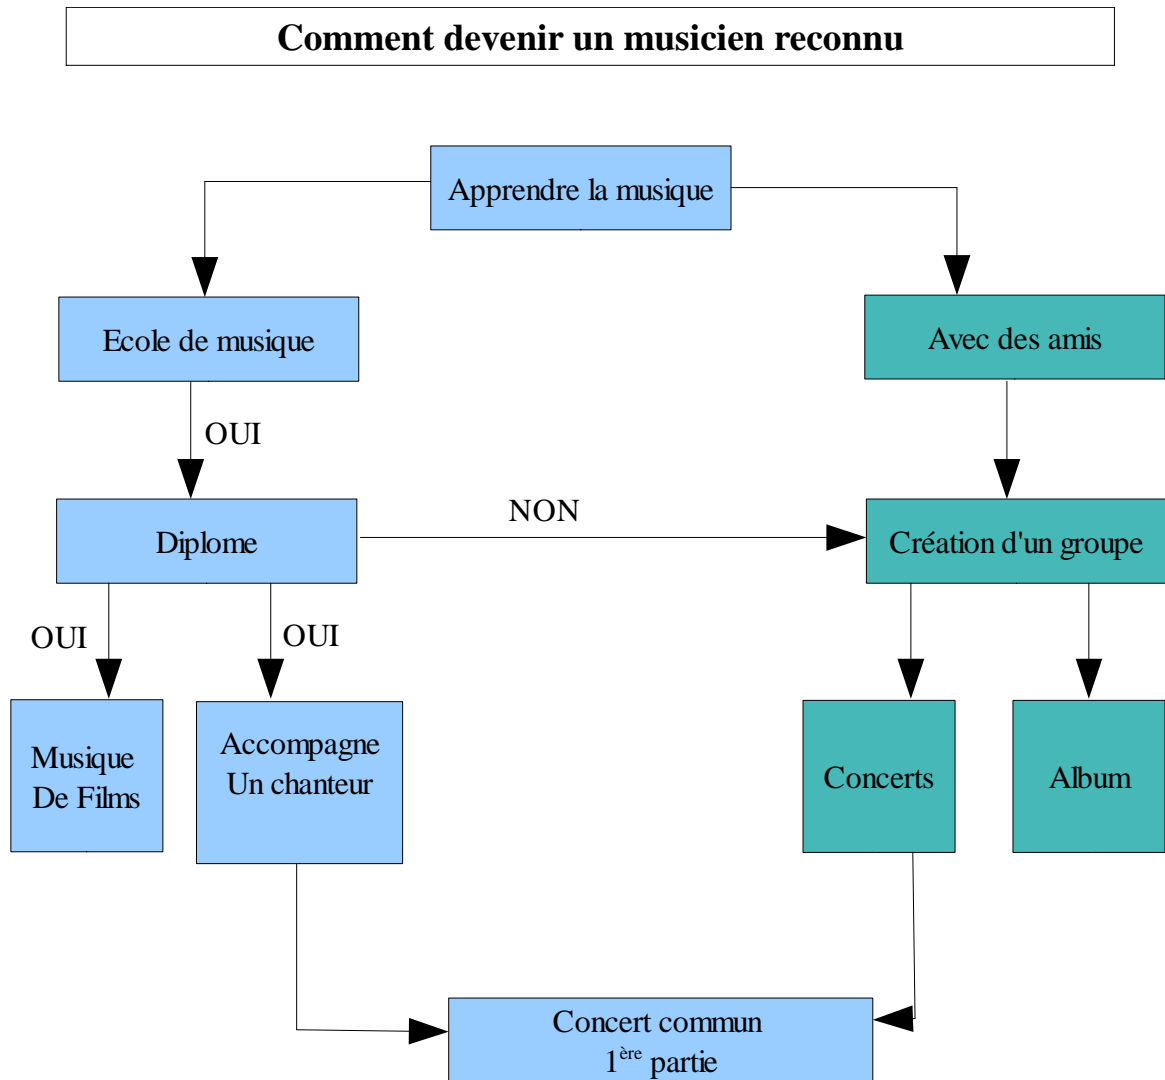 Comment devenir un musicien reconnu
Apprendre la musique
Ecole de musique
Avec des amis
OUI
Diplome
NON
Création d'un groupe
OUI
OUI
Musique
De Films
Accompagne
Un chanteur
Concerts
Album
Concert commun
1ère partie